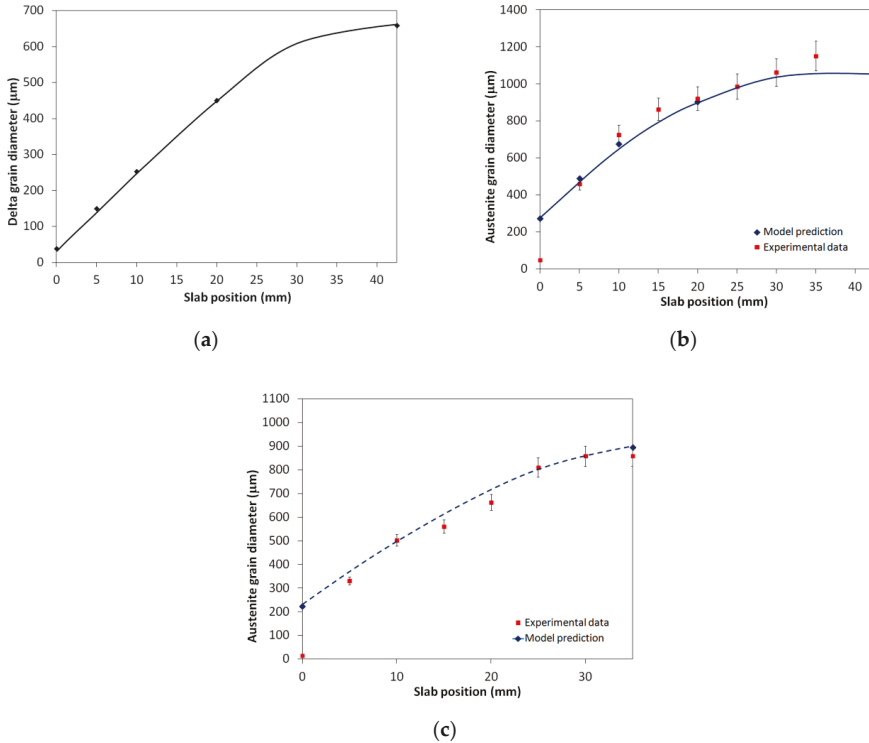 700
600
500
400
300
200
100
0
Delta grain diameter (μm)
0 5 10 15 20 25 30 35 40
Slab position (mm)
(a)
1400
1200
1000
800
600
400
200
0
Austenite grain diameter (μm)
Model prediction
Experimental data
0 5 10 15 20 25 30 35 40
Slab position (mm)
(b)
1100
1000
900
800
700
600
500
400
300
200
100
0
Austenite grain diameter (μm)
Experimental data
Model prediction
0 10 20 30
Slab position (mm)
(c)